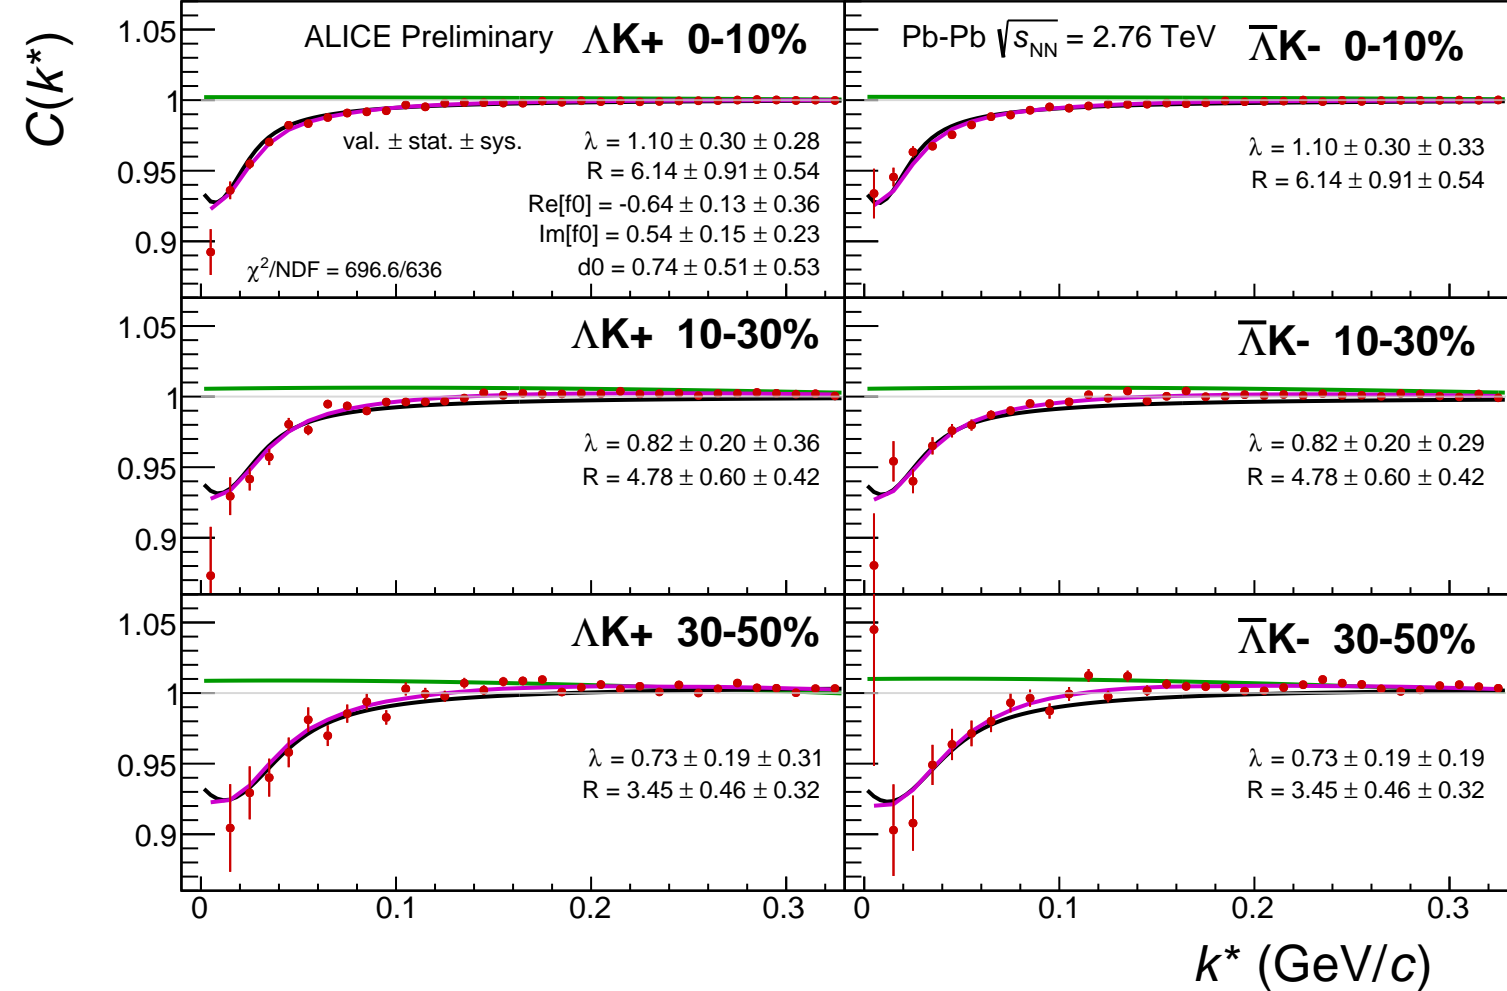 C(k*)
1.05
1
0.95
0.9
ALICE Preliminary ΛK+ 0-10%
val. ± stat. ± sys.
λ = 1.10 ± 0.30 ± 0.28
R = 6.14 ± 0.91 ± 0.54
Re[f0] = -0.64 ± 0.13 ± 0.36
Im[f0] = 0.54 ± 0.15 ± 0.23
χ²/NDF = 696.6/636
d0 = 0.74 ± 0.51 ± 0.53
Pb-Pb √s_NN = 2.76 TeV Λ̅K- 0-10%
λ = 1.10 ± 0.30 ± 0.33
R = 6.14 ± 0.91 ± 0.54
1.05
1
0.95
0.9
ΛK+ 10-30%
λ = 0.82 ± 0.20 ± 0.36
R = 4.78 ± 0.60 ± 0.42
Λ̅K- 10-30%
λ = 0.82 ± 0.20 ± 0.29
R = 4.78 ± 0.60 ± 0.42
1.05
1
0.95
0.9
ΛK+ 30-50%
λ = 0.73 ± 0.19 ± 0.31
R = 3.45 ± 0.46 ± 0.32
Λ̅K- 30-50%
λ = 0.73 ± 0.19 ± 0.19
R = 3.45 ± 0.46 ± 0.32
0 0.1 0.2 0.3
0 0.1 0.2 0.3
k* (GeV/c)